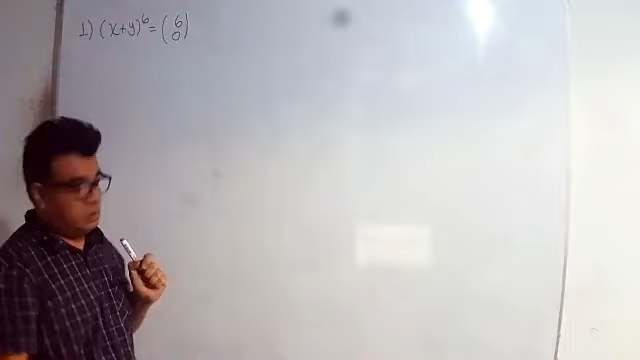 1) (x+y)⁶ = (6 0)